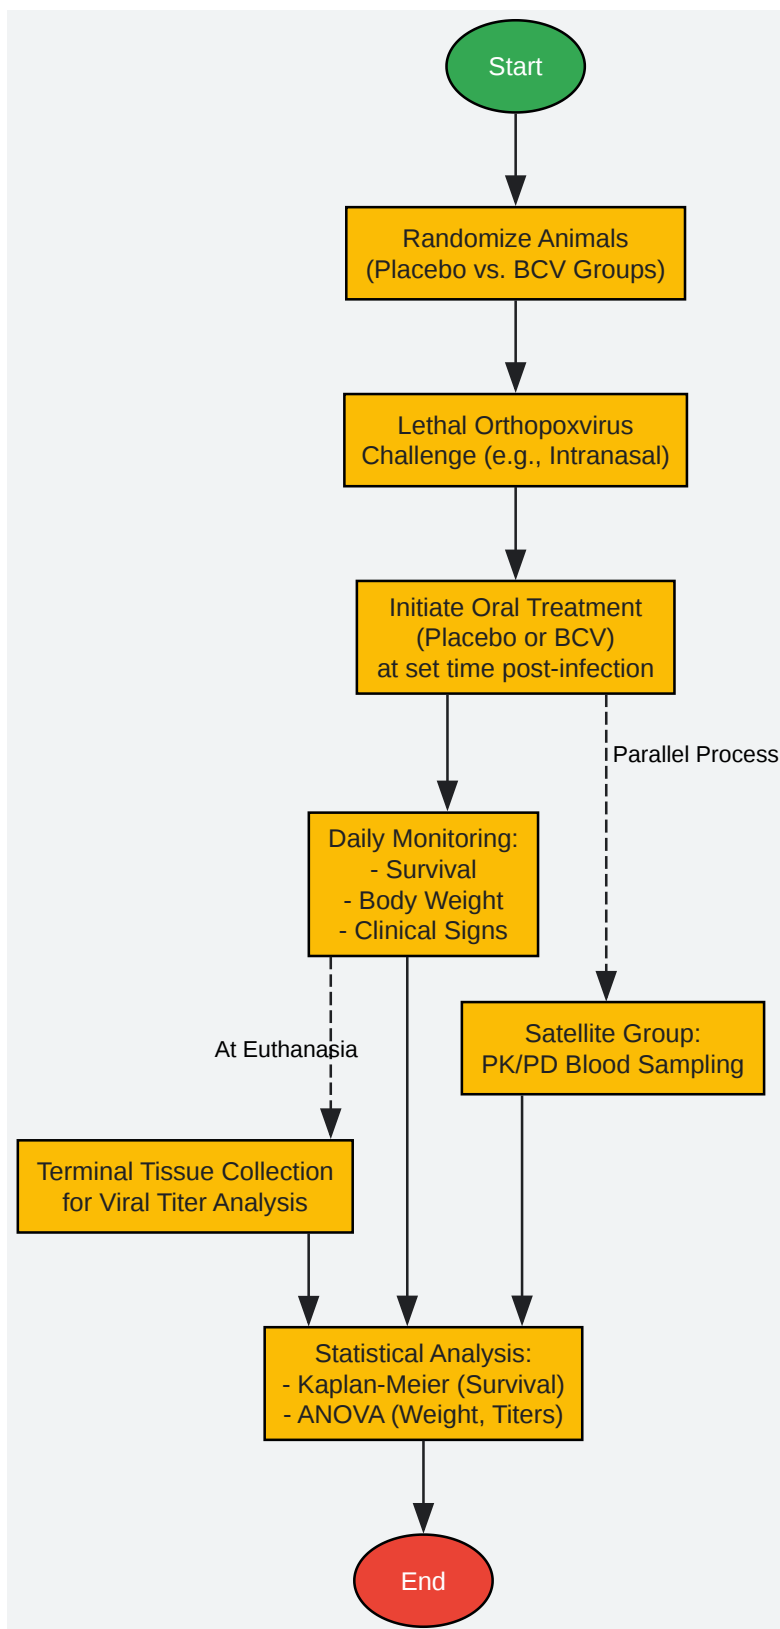 Start
Randomize Animals
(Placebo vs. BCV Groups)
Lethal Orthopoxvirus
Challenge (e.g., Intranasal)
Initiate Oral Treatment
(Placebo or BCV)
at set time post-infection
Parallel Process
Daily Monitoring:
- Survival
- Body Weight
- Clinical Signs
At Euthanasia
Satellite Group:
PK/PD Blood Sampling
Terminal Tissue Collection
for Viral Titer Analysis
Statistical Analysis:
- Kaplan-Meier (Survival)
- ANOVA (Weight, Titers)
End